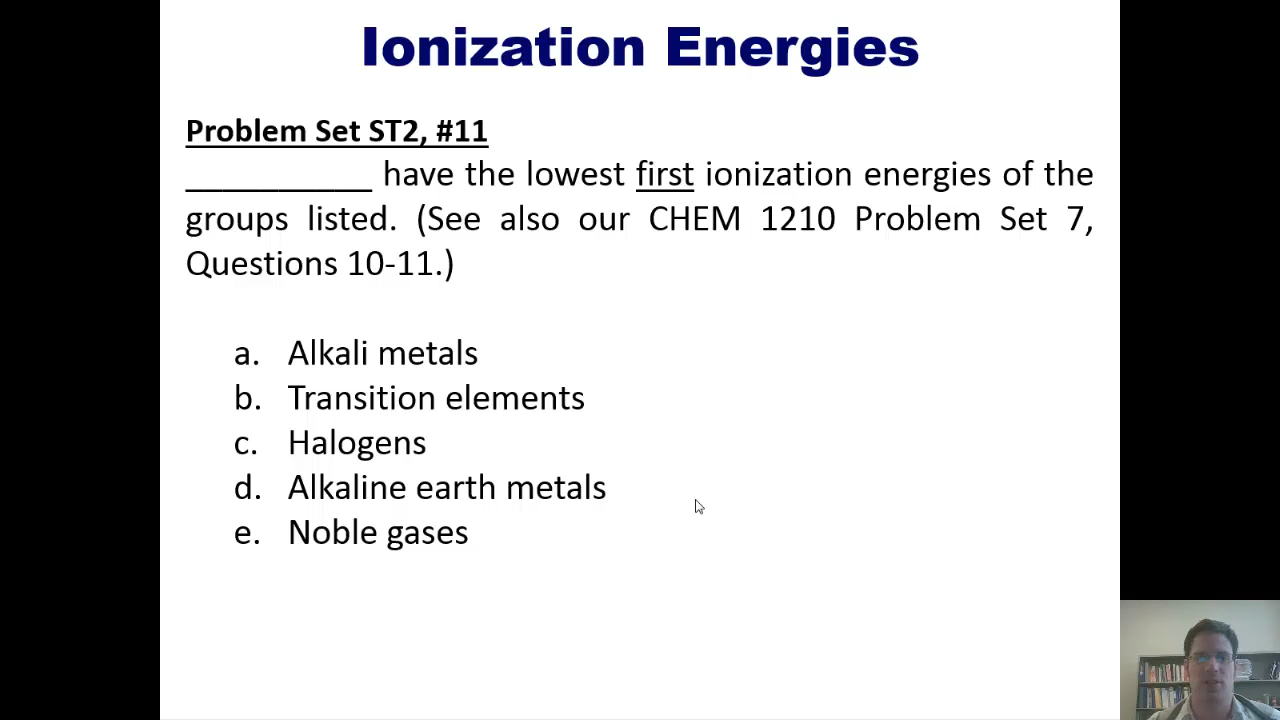 Ionization Energies
Problem Set ST2, #11
__________ have the lowest first ionization energies of the
groups listed. (See also our CHEM 1210 Problem Set 7,
Questions 10-11.)
a. Alkali metals
b. Transition elements
c. Halogens
d. Alkaline earth metals
e. Noble gases